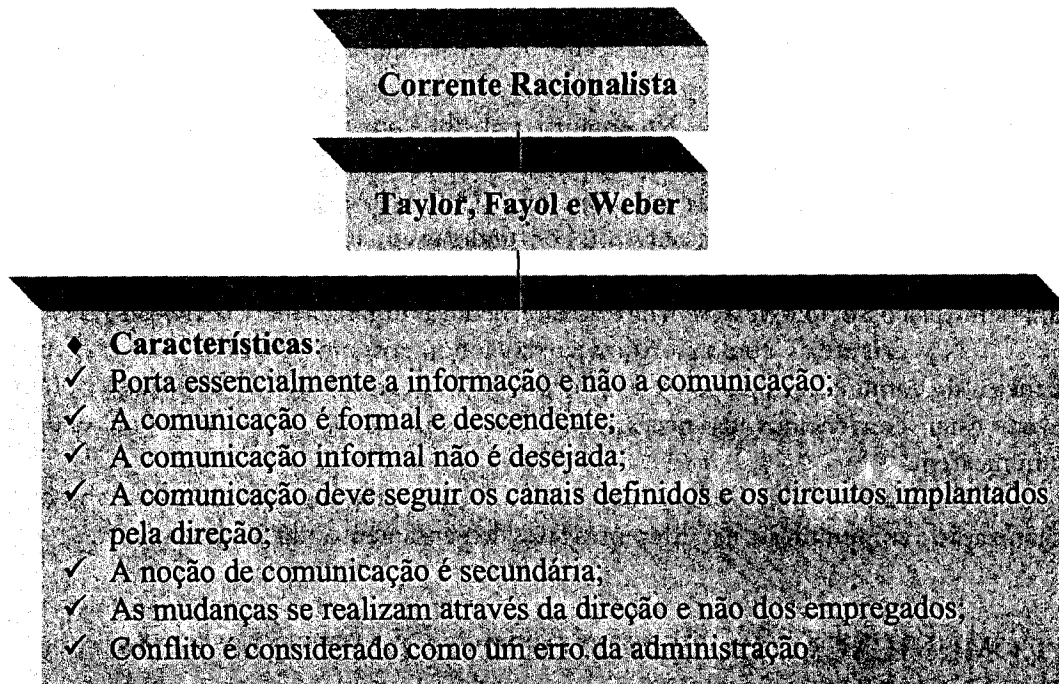 Corrente Racionalista
Taylor, Fayol e Weber
♦ Características:
✓ Porta essencialmente a informação e não a comunicação;
✓ A comunicação é formal e descendente;
✓ A comunicação informal não é desejada;
✓ A comunicação deve seguir os canais definidos e os circuitos implantados
pela direção;
✓ A noção de comunicação é secundária;
✓ As mudanças se realizam através da direção e não dos empregados;
✓ Conflito é considerado como um erro da administração.